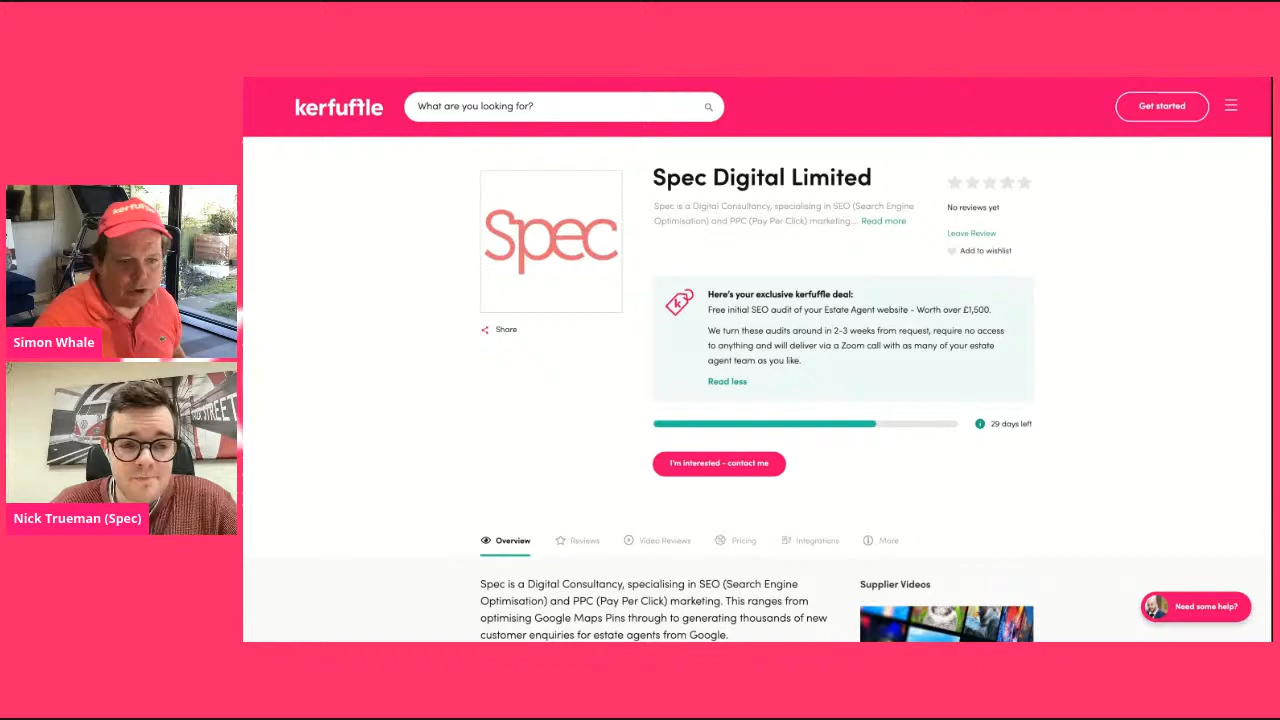 kerfuffle
What are you looking for?
Get started
Spec
Share
Spec Digital Limited
Spec is a Digital Consultancy, specialising in SEO (Search Engine
Optimisation) and PPC (Pay Per Click) marketing... Read more
No reviews yet
Leave Review
Add to wishlist
Here's your exclusive kerfuffle deal:
Free initial SEO audit of your Estate Agent website - Worth over £1,500.
We turn these audits around in 2-3 weeks from request, require no access
to anything and will deliver via a Zoom call with as many of your estate
agent team as you like.
Read less
29 days left
I'm interested - contact me
Overview
Reviews
Video Reviews
Pricing
Integrations
More
Spec is a Digital Consultancy, specialising in SEO (Search Engine
Optimisation) and PPC (Pay Per Click) marketing. This ranges from
optimising Google Maps Pins through to generating thousands of new
customer enquiries for estate agents from Google.
Supplier Videos
Need some help?
Simon Whale
Nick Trueman (Spec)